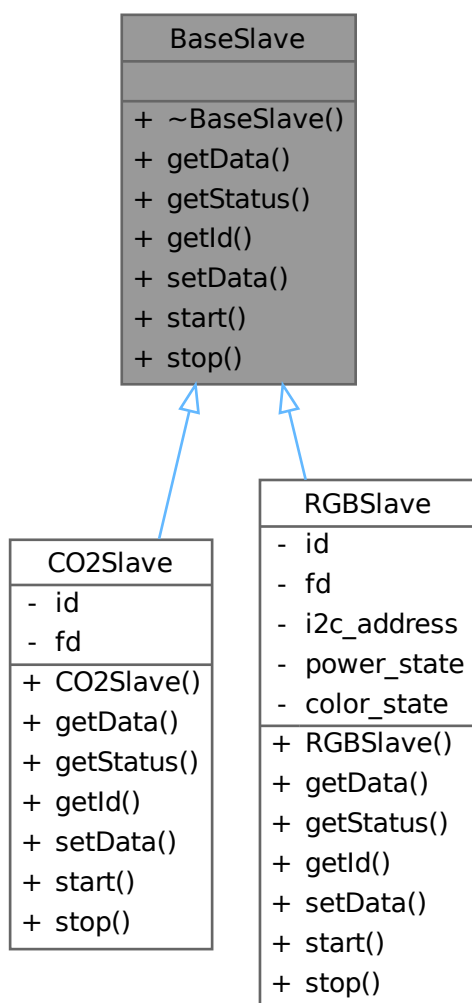 BaseSlave
+ ~BaseSlave()
+ getData()
+ getStatus()
+ getId()
+ setData()
+ start()
+ stop()
CO2Slave
- id
- fd
+ CO2Slave()
+ getData()
+ getStatus()
+ getId()
+ setData()
+ start()
+ stop()
RGBSlave
- id
- fd
- i2c_address
- power_state
- color_state
+ RGBSlave()
+ getData()
+ getStatus()
+ getId()
+ setData()
+ start()
+ stop()